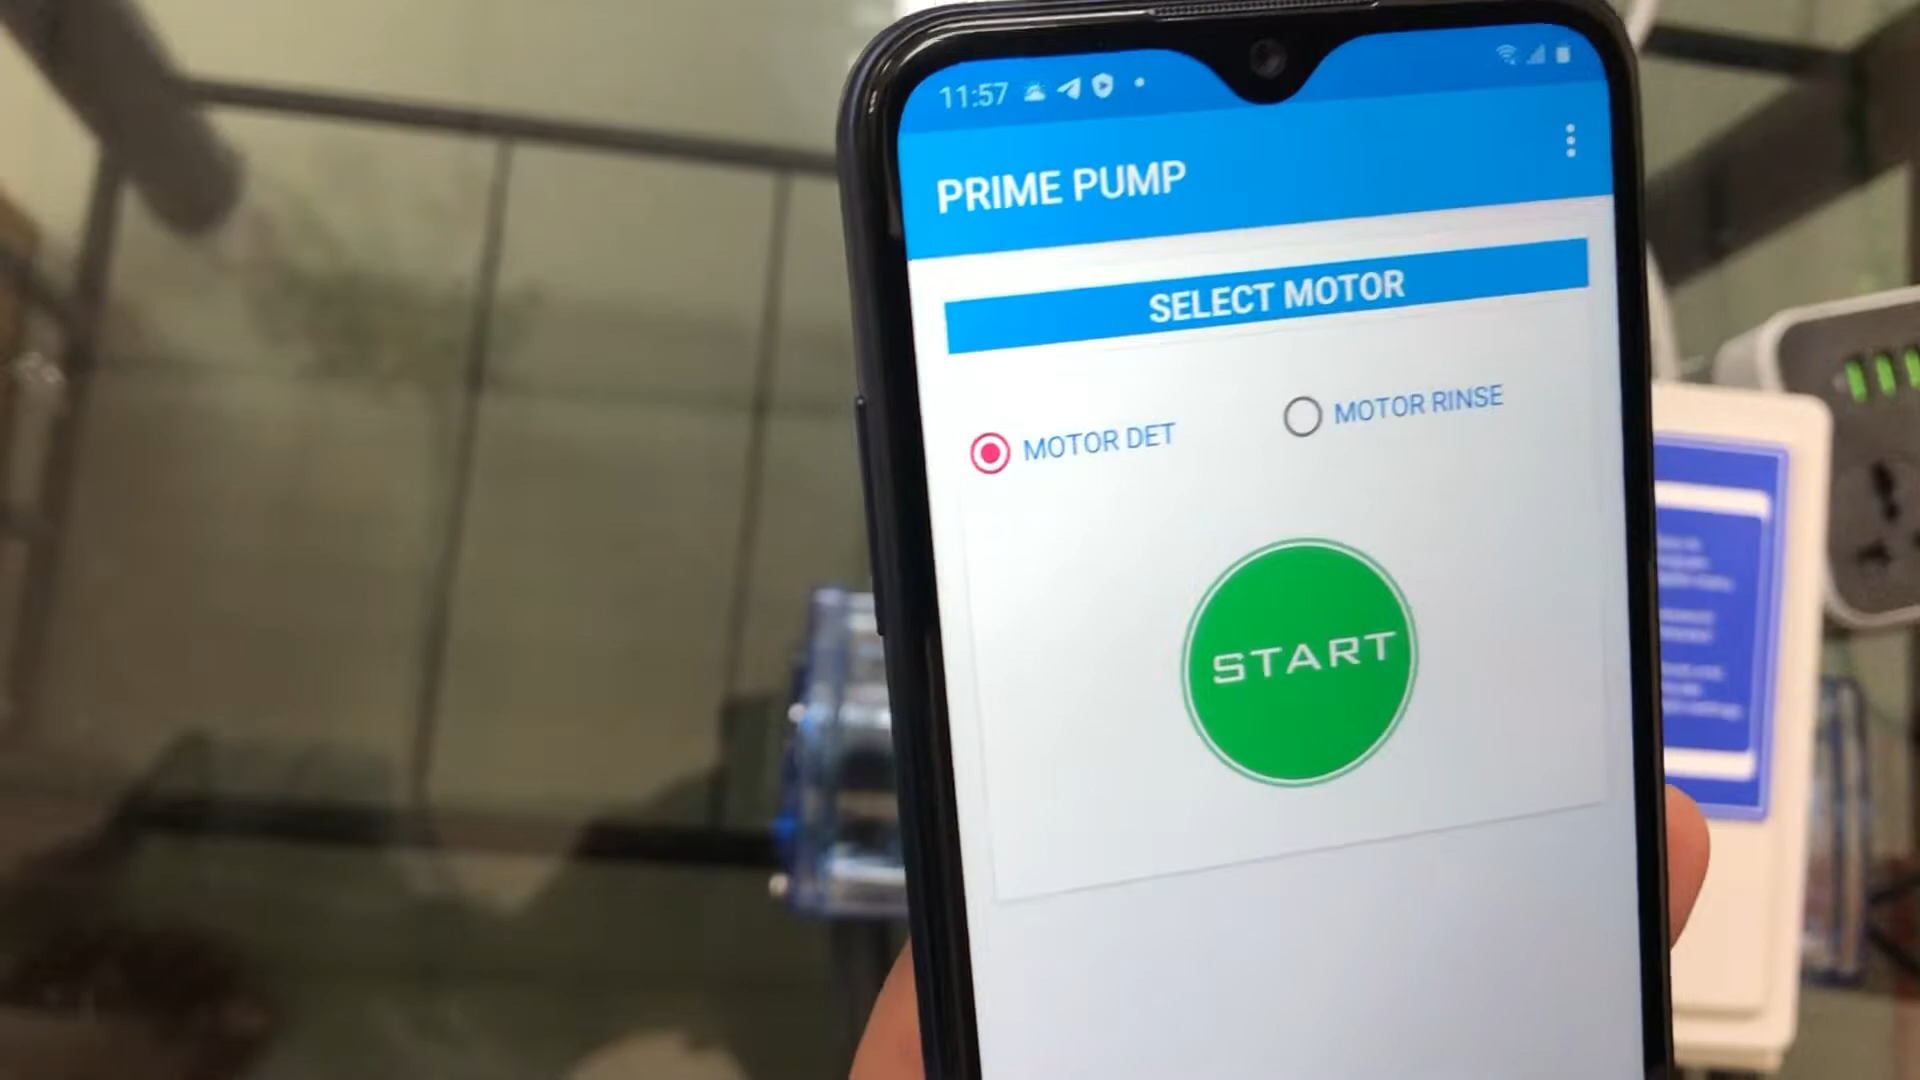 11:57
PRIME PUMP
SELECT MOTOR
MOTOR DET
MOTOR RINSE
START